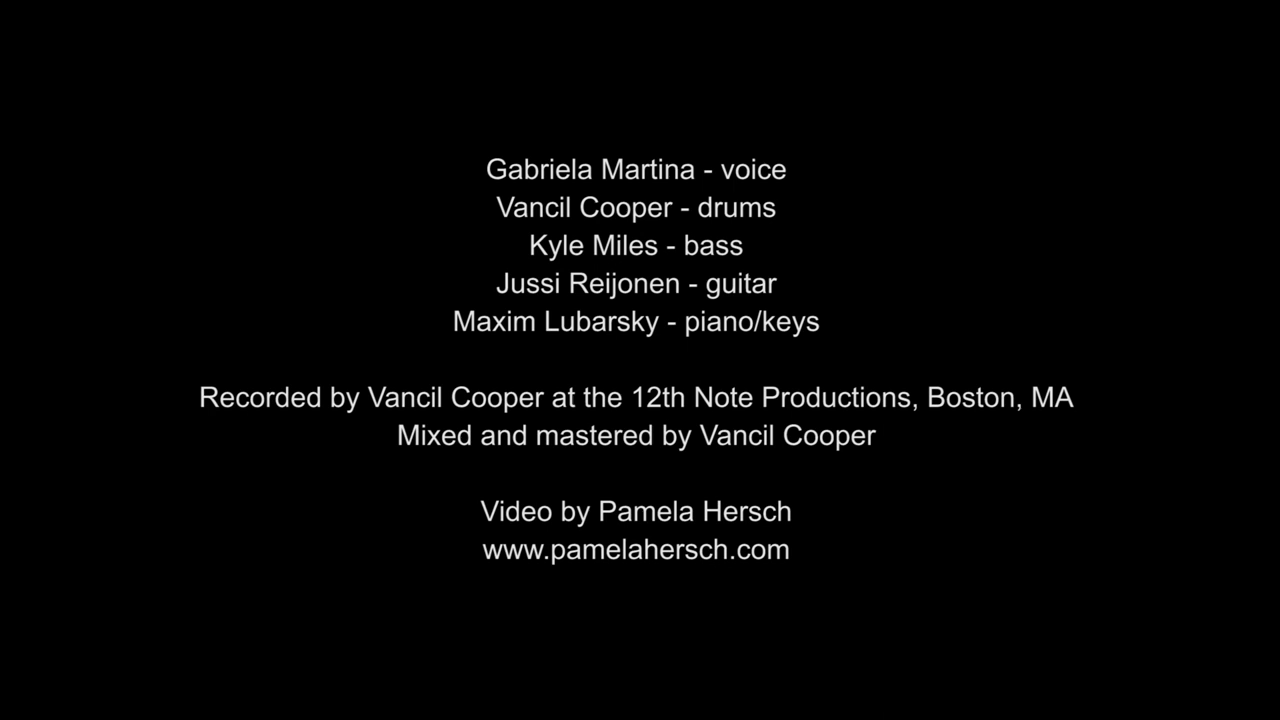 Gabriela Martina - voice
Vancil Cooper - drums
Kyle Miles - bass
Jussi Reijonen - guitar
Maxim Lubarsky - piano/keys
Recorded by Vancil Cooper at the 12th Note Productions, Boston, MA
Mixed and mastered by Vancil Cooper
Video by Pamela Hersch
www.pamelahersch.com